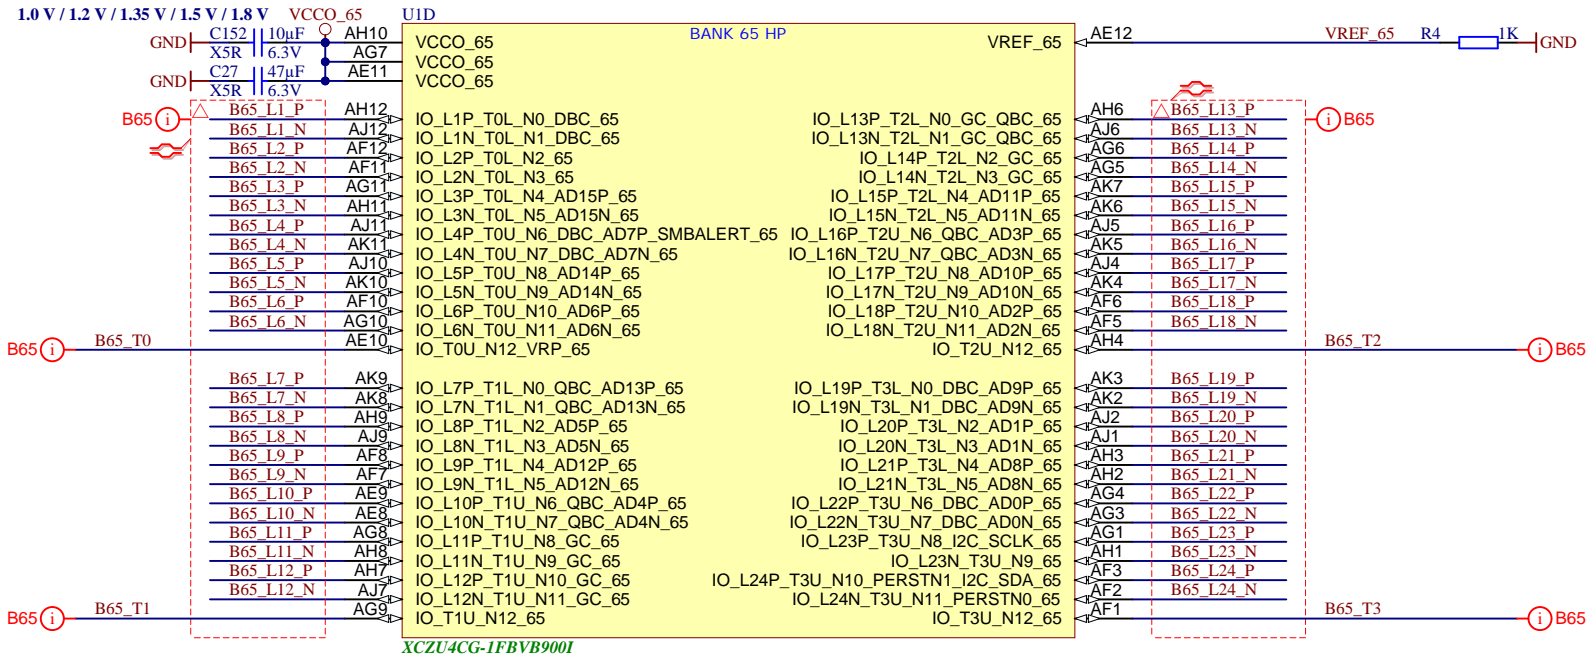 1.0 V / 1.2 V / 1.35 V / 1.5 V / 1.8 V VCCO_65 U1D
GND C152 10µF AH10 VCCO_65 BANK 65 HP VREF_65 AE12 VREF_65 R4 1K GND
X5R 6.3V AG7 VCCO_65
GND C27 47µF AE11 VCCO_65
X5R 6.3V
B65 i B65_L1_P AH12 IO_L1P_T0L_N0_DBC_65 IO_L13P_T2L_N0_GC_QBC_65 AH6 B65_L13_P i B65
B65_L1_N AJ12 IO_L1N_T0L_N1_DBC_65 IO_L13N_T2L_N1_GC_QBC_65 AJ6 B65_L13_N
B65_L2_P AF12 IO_L2P_T0L_N2_65 IO_L14P_T2L_N2_GC_65 AG6 B65_L14_P
B65_L2_N AF11 IO_L2N_T0L_N3_65 IO_L14N_T2L_N3_GC_65 AG5 B65_L14_N
B65_L3_P AG11 IO_L3P_T0L_N4_AD15P_65 IO_L15P_T2L_N4_AD11P_65 AK7 B65_L15_P
B65_L3_N AH11 IO_L3N_T0L_N5_AD15N_65 IO_L15N_T2L_N5_AD11N_65 AK6 B65_L15_N
B65_L4_P AJ11 IO_L4P_T0U_N6_DBC_AD7P_SMBALERT_65 IO_L16P_T2U_N6_QBC_AD3P_65 AJ5 B65_L16_P
B65_L4_N AK11 IO_L4N_T0U_N7_DBC_AD7N_65 IO_L16N_T2U_N7_QBC_AD3N_65 AK5 B65_L16_N
B65_L5_P AJ10 IO_L5P_T0U_N8_AD14P_65 IO_L17P_T2U_N8_AD10P_65 AJ4 B65_L17_P
B65_L5_N AK10 IO_L5N_T0U_N9_AD14N_65 IO_L17N_T2U_N9_AD10N_65 AK4 B65_L17_N
B65_L6_P AF10 IO_L6P_T0U_N10_AD6P_65 IO_L18P_T2U_N10_AD2P_65 AF6 B65_L18_P
B65_L6_N AG10 IO_L6N_T0U_N11_AD6N_65 IO_L18N_T2U_N11_AD2N_65 AF5 B65_L18_N
B65 i B65_T0 AE10 IO_T0U_N12_VRP_65 IO_T2U_N12_65 AH4 B65_T2 i B65
B65_L7_P AK9 IO_L7P_T1L_N0_QBC_AD13P_65 IO_L19P_T3L_N0_DBC_AD9P_65 AK3 B65_L19_P
B65_L7_N AK8 IO_L7N_T1L_N1_QBC_AD13N_65 IO_L19N_T3L_N1_DBC_AD9N_65 AK2 B65_L19_N
B65_L8_P AH9 IO_L8P_T1L_N2_AD5P_65 IO_L20P_T3L_N2_AD1P_65 AJ2 B65_L20_P
B65_L8_N AJ9 IO_L8N_T1L_N3_AD5N_65 IO_L20N_T3L_N3_AD1N_65 AJ1 B65_L20_N
B65_L9_P AF8 IO_L9P_T1L_N4_AD12P_65 IO_L21P_T3L_N4_AD8P_65 AH3 B65_L21_P
B65_L9_N AF7 IO_L9N_T1L_N5_AD12N_65 IO_L21N_T3L_N5_AD8N_65 AH2 B65_L21_N
B65_L10_P AE9 IO_L10P_T1U_N6_QBC_AD4P_65 IO_L22P_T3U_N6_DBC_AD0P_65 AG4 B65_L22_P
B65_L10_N AE8 IO_L10N_T1U_N7_QBC_AD4N_65 IO_L22N_T3U_N7_DBC_AD0N_65 AG3 B65_L22_N
B65_L11_P AG8 IO_L11P_T1U_N8_GC_65 IO_L23P_T3U_N8_I2C_SCLK_65 AG1 B65_L23_P
B65_L11_N AH8 IO_L11N_T1U_N9_GC_65 IO_L23N_T3U_N9_65 AH1 B65_L23_N
B65_L12_P AH7 IO_L12P_T1U_N10_GC_65 IO_L24P_T3U_N10_PERSTN1_I2C_SDA_65 AF3 B65_L24_P
B65_L12_N AJ7 IO_L12N_T1U_N11_GC_65 IO_L24N_T3U_N11_PERSTN0_65 AF2 B65_L24_N
B65 i B65_T1 AG9 IO_T1U_N12_65 IO_T3U_N12_65 AF1 B65_T3 i B65
XCZU4CG-1FBVB900I